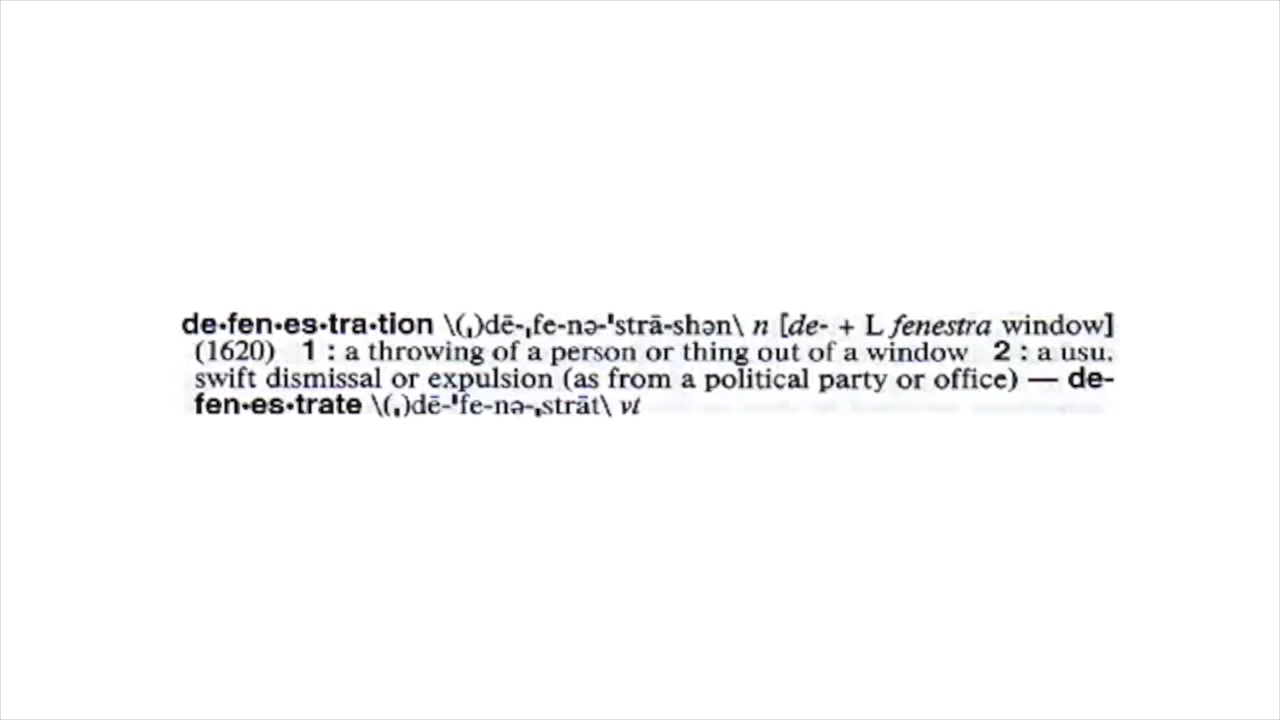 de•fen•es•tra•tion \(ˌ)dē-ˌfe-nə-ˈstrā-shən\ n [de- + L fenestra window]
(1620) 1 : a throwing of a person or thing out of a window 2 : a usu.
swift dismissal or expulsion (as from a political party or office) — de-
fen•es•trate \(ˌ)dē-ˈfe-nə-ˌstrāt\ vt